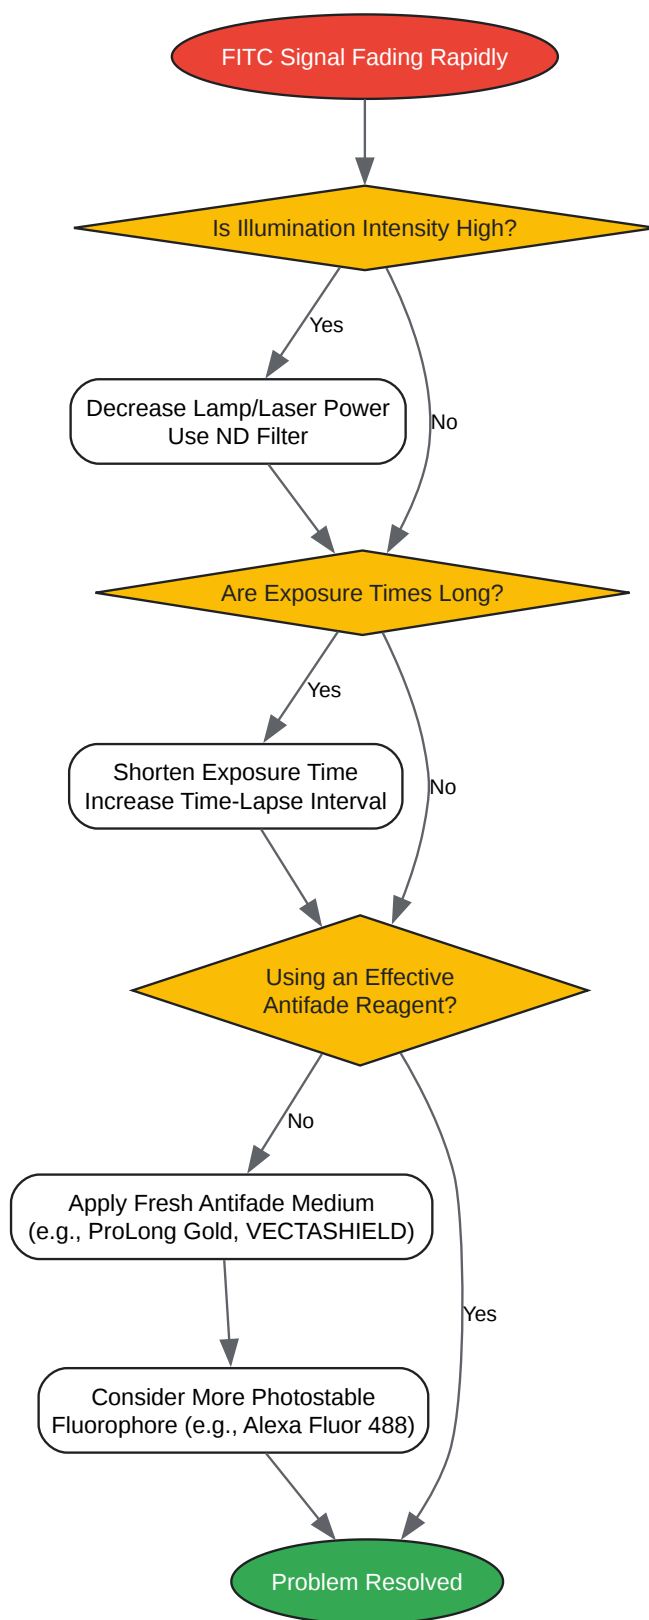 FITC Signal Fading Rapidly
Is Illumination Intensity High?
Yes
Decrease Lamp/Laser Power
Use ND Filter
No
Are Exposure Times Long?
Yes
Shorten Exposure Time
Increase Time-Lapse Interval
No
Using an Effective
Antifade Reagent?
No
Apply Fresh Antifade Medium
(e.g., ProLong Gold, VECTASHIELD)
Yes
Consider More Photostable
Fluorophore (e.g., Alexa Fluor 488)
Problem Resolved